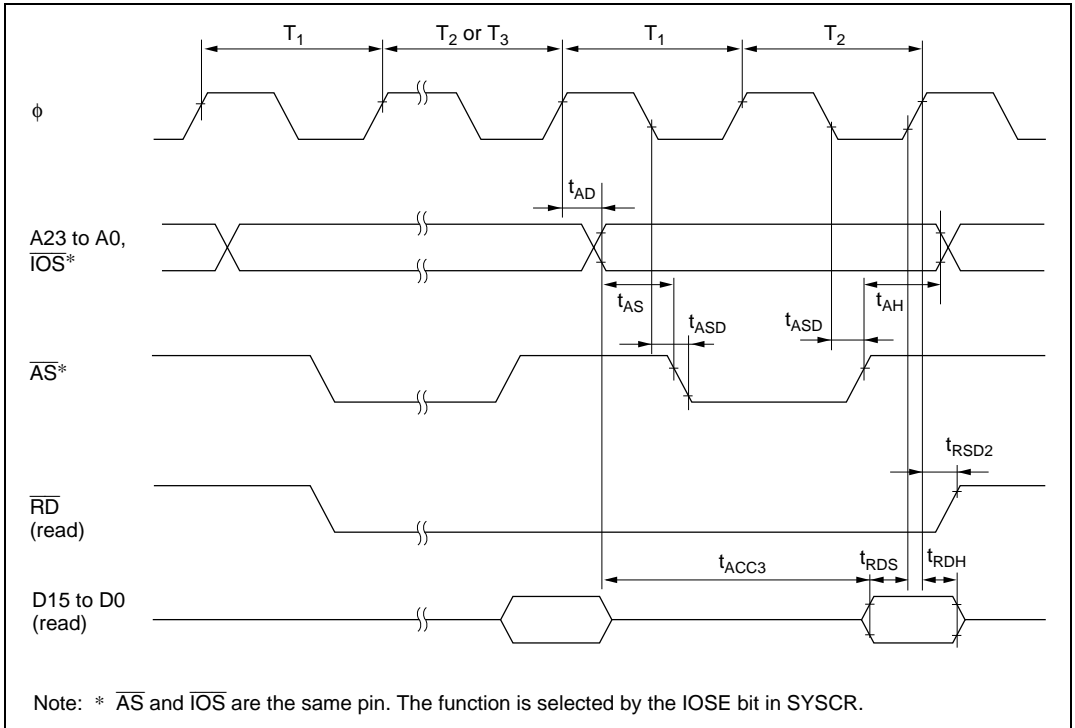 T1 T2 or T3 T1 T2
ϕ
tAD
A23 to A0,
IOS*
tAS tAH
tASD tASD
AS*
tRSD2
RD
(read)
tACC3 tRDS tRDH
D15 to D0
(read)
Note: * AS and IOS are the same pin. The function is selected by the IOSE bit in SYSCR.